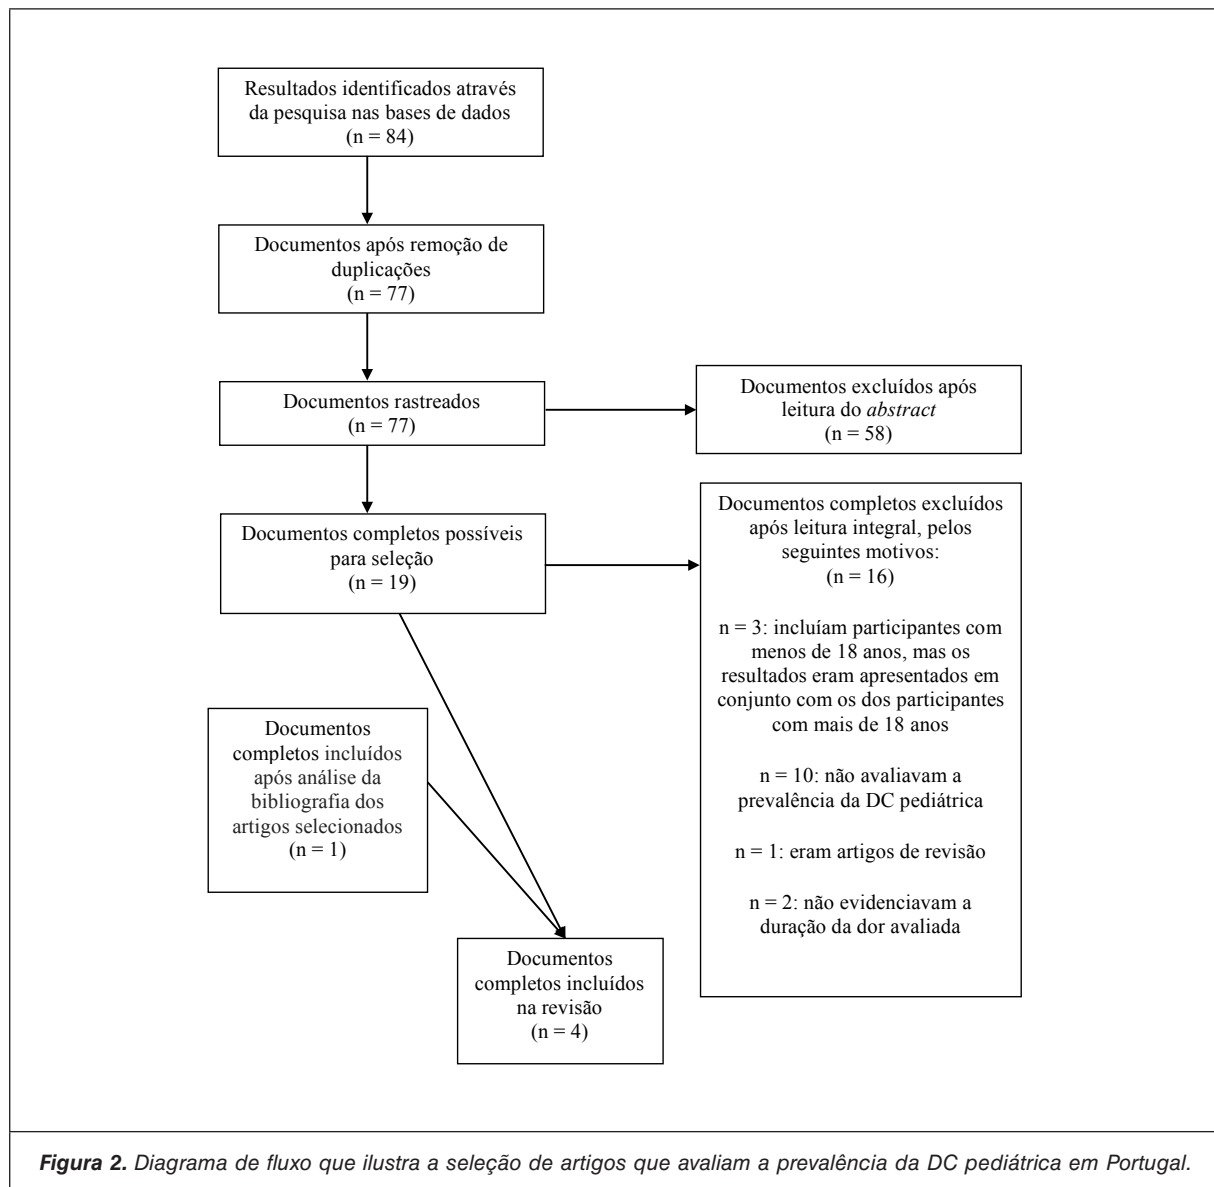 Resultados identificados através
da pesquisa nas bases de dados
(n = 84)
Documentos após remoção de
duplicações
(n = 77)
Documentos rastreados
(n = 77)
Documentos excluídos após
leitura do abstract
(n = 58)
Documentos completos possíveis
para seleção
(n = 19)
Documentos completos excluídos
após leitura integral, pelos
seguintes motivos:
(n = 16)
n = 3: incluíam participantes com
menos de 18 anos, mas os
resultados eram apresentados em
conjunto com os dos participantes
com mais de 18 anos
n = 10: não avaliavam a
prevalência da DC pediátrica
n = 1: eram artigos de revisão
n = 2: não evidenciavam a
duração da dor avaliada
Documentos
completos incluídos
após análise da
bibliografia dos
artigos selecionados
(n = 1)
Documentos
completos incluídos
na revisão
(n = 4)
Figura 2. Diagrama de fluxo que ilustra a seleção de artigos que avaliam a prevalência da DC pediátrica em Portugal.